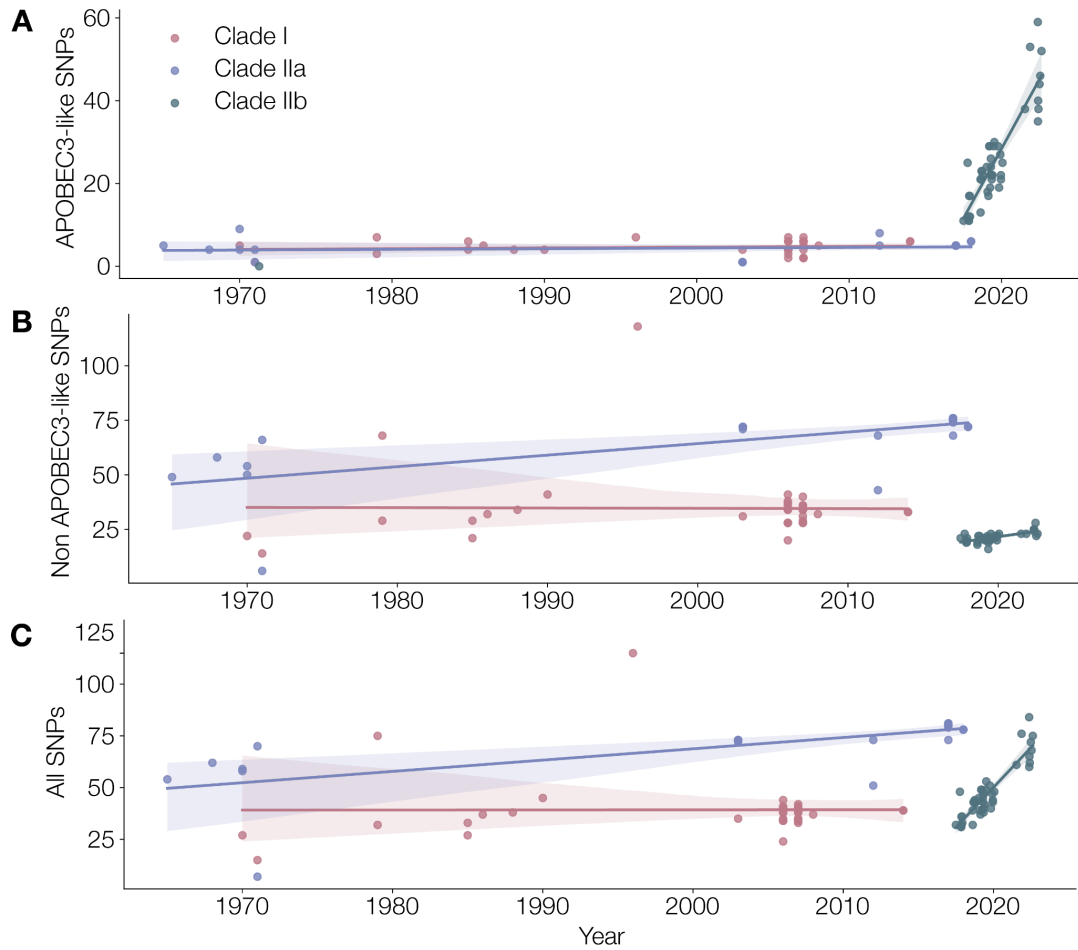 A
APOBEC3-like SNPs
60
40
20
0
Clade I
Clade IIa
Clade IIb
1970 1980 1990 2000 2010 2020
B
Non APOBEC3-like SNPs
100
75
50
25
1970 1980 1990 2000 2010 2020
C
All SNPs
125
100
75
50
25
1970 1980 1990 2000 2010 2020
Year